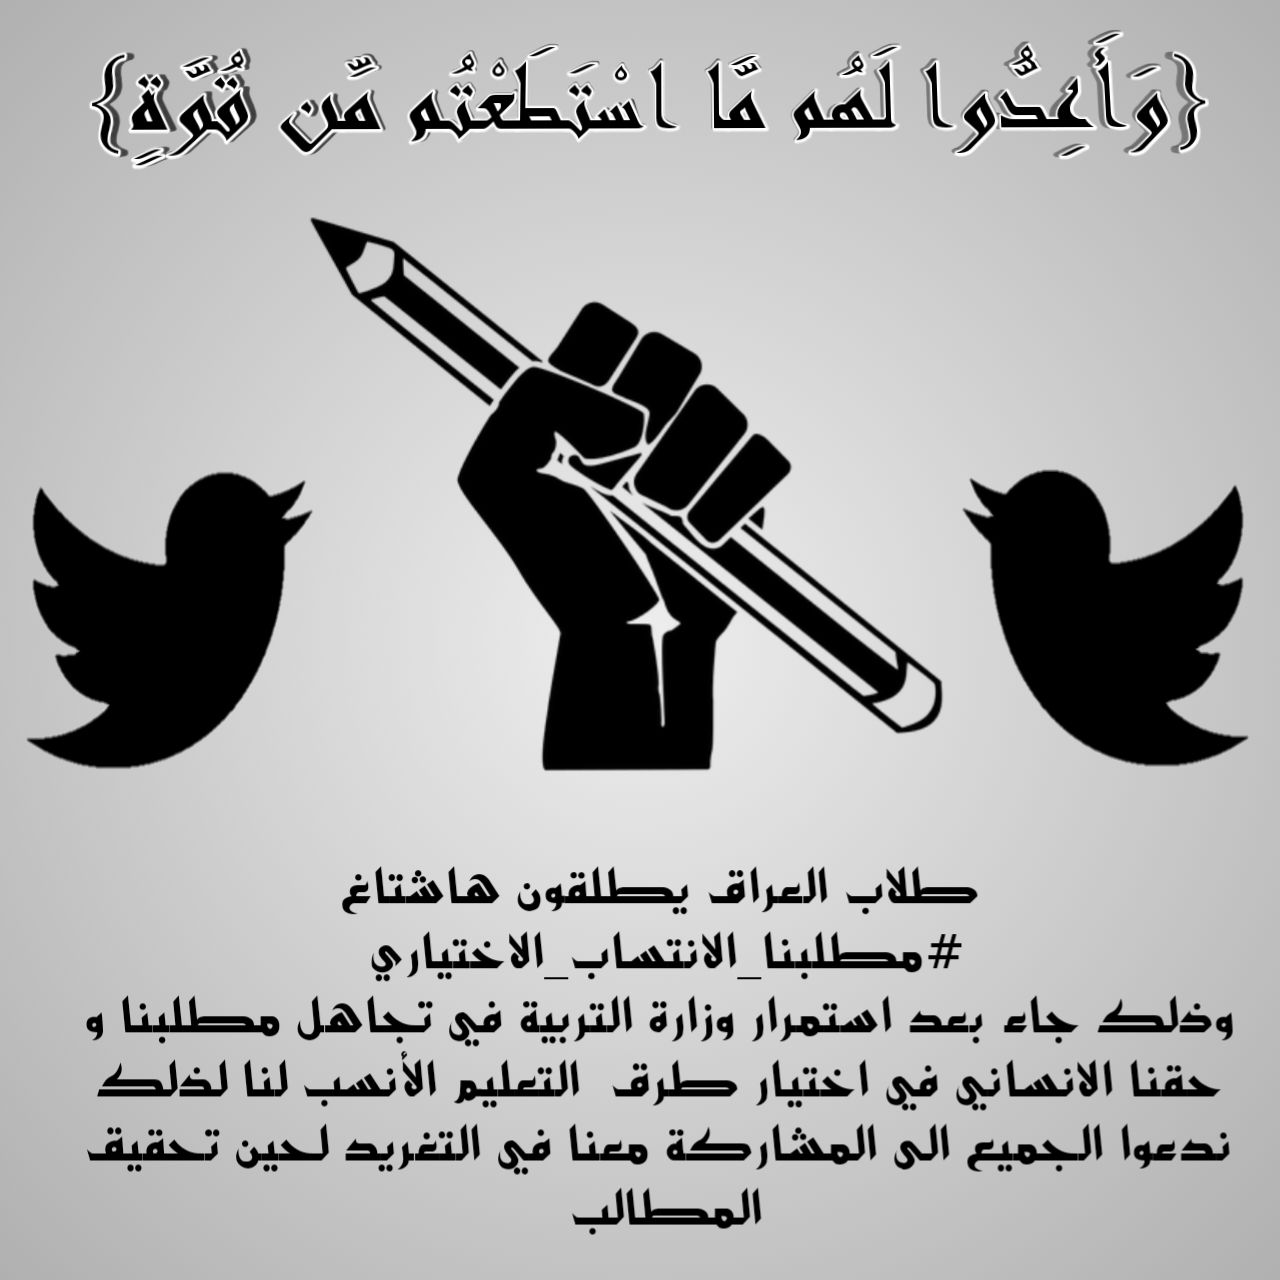 {وَأَعِدُّوا لَهُم مَّا اسْتَطَعْتُم مِّن قُوَّةٍ}
طلاب العراق يطلقون هاشتاغ
#مطلبنا_الانتساب_الاختياري
وذلك جاء بعد استمرار وزارة التربية في تجاهل مطلبنا و
حقنا الانساني في اختيار طرق التعليم الأنسب لنا لذلك
ندعوا الجميع الى المشاركة معنا في التغريد لحين تحقيق
المطالب